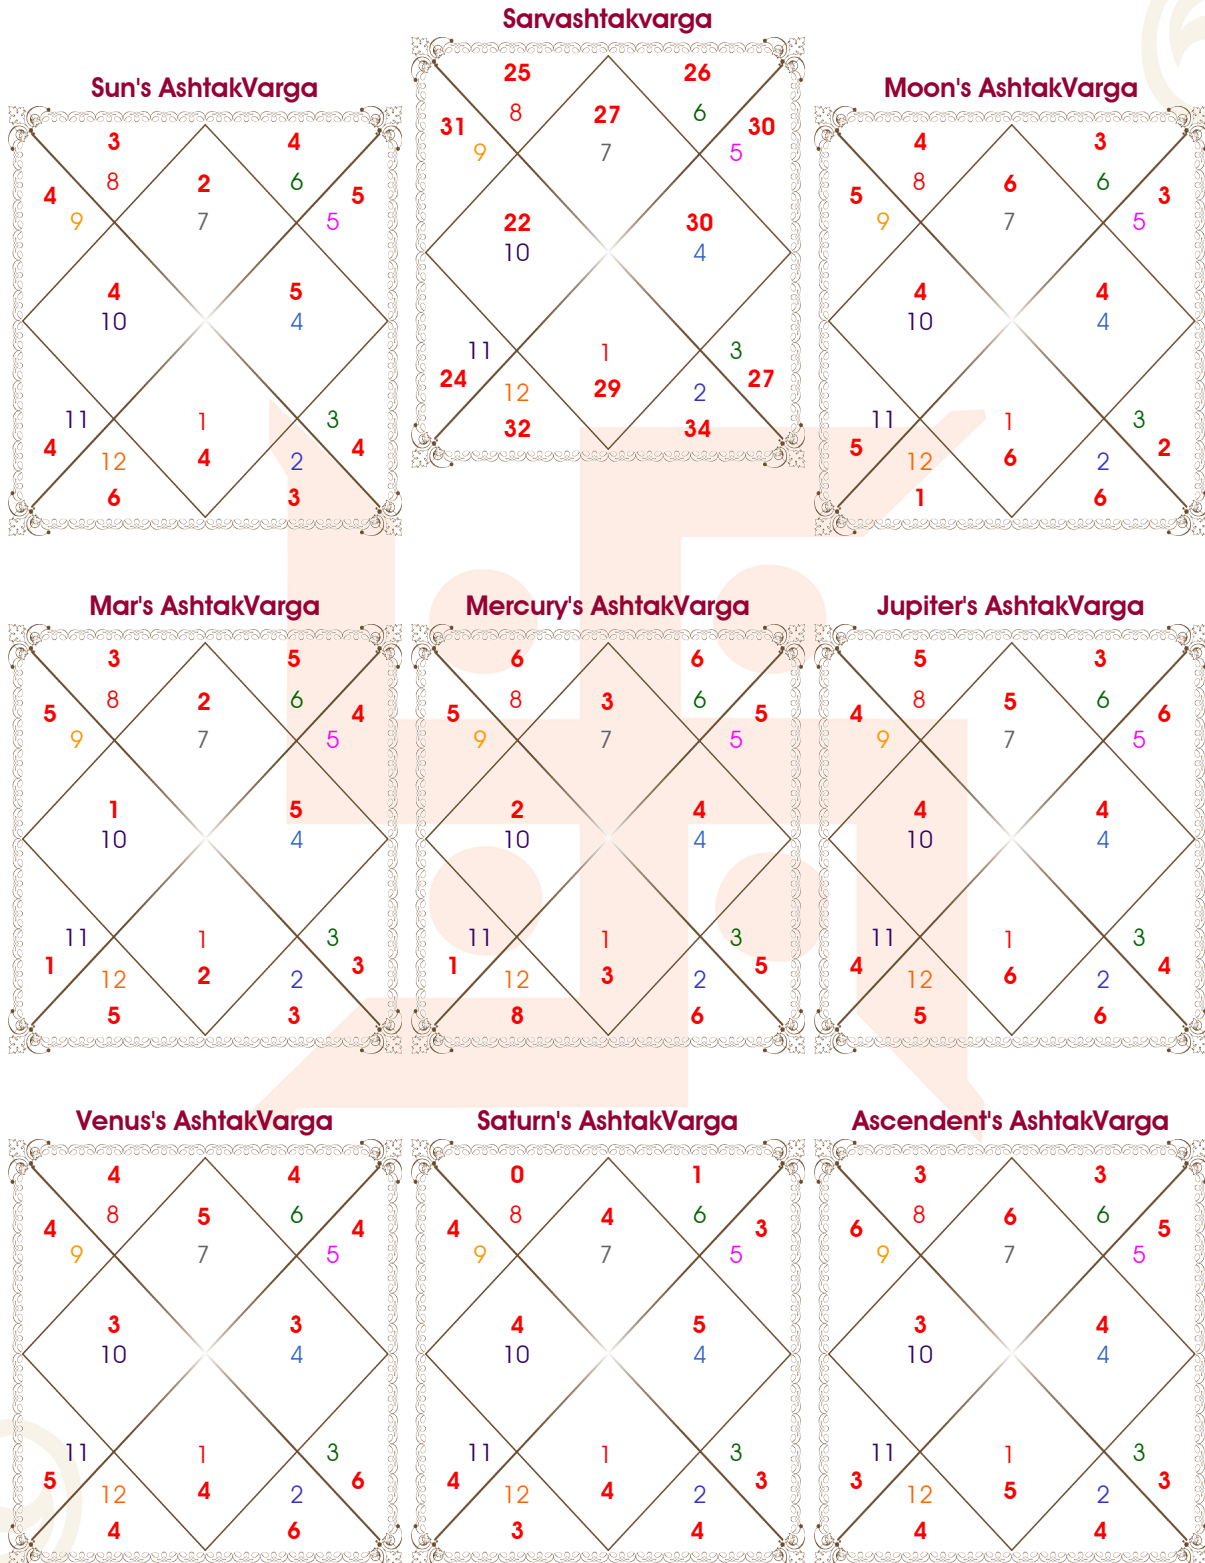 Sarvashtakvarga
25 26
8 27 6
31 30
9 7 5
22 30
10 4
11 1 3
24 29 27
12 2
32 34
Sun's AshtakVarga
3 4
8 2 6
4 5
9 7 5
4 5
10 4
11 1 3
4 4 4
12 2
6 3
Moon's AshtakVarga
4 3
8 6 6
5 3
9 7 5
4 4
10 4
11 1 3
5 6 2
12 2
1 6
Mar's AshtakVarga
3 5
8 2 6
5 4
9 7 5
1 5
10 4
11 1 3
1 2 3
12 2
5 3
Mercury's AshtakVarga
6 6
8 3 6
5 5
9 7 5
2 4
10 4
11 1 3
1 3 5
12 2
8 6
Jupiter's AshtakVarga
5 3
8 5 6
4 6
9 7 5
4 4
10 4
11 1 3
4 6 4
12 2
5 6
Venus's AshtakVarga
4 4
8 5 6
4 4
9 7 5
3 3
10 4
11 1 3
5 4 6
12 2
4 6
Saturn's AshtakVarga
0 1
8 4 6
4 3
9 7 5
4 5
10 4
11 1 3
4 4 3
12 2
3 4
Ascendent's AshtakVarga
3 3
8 6 6
6 5
9 7 5
3 4
10 4
11 1 3
3 5 3
12 2
4 4